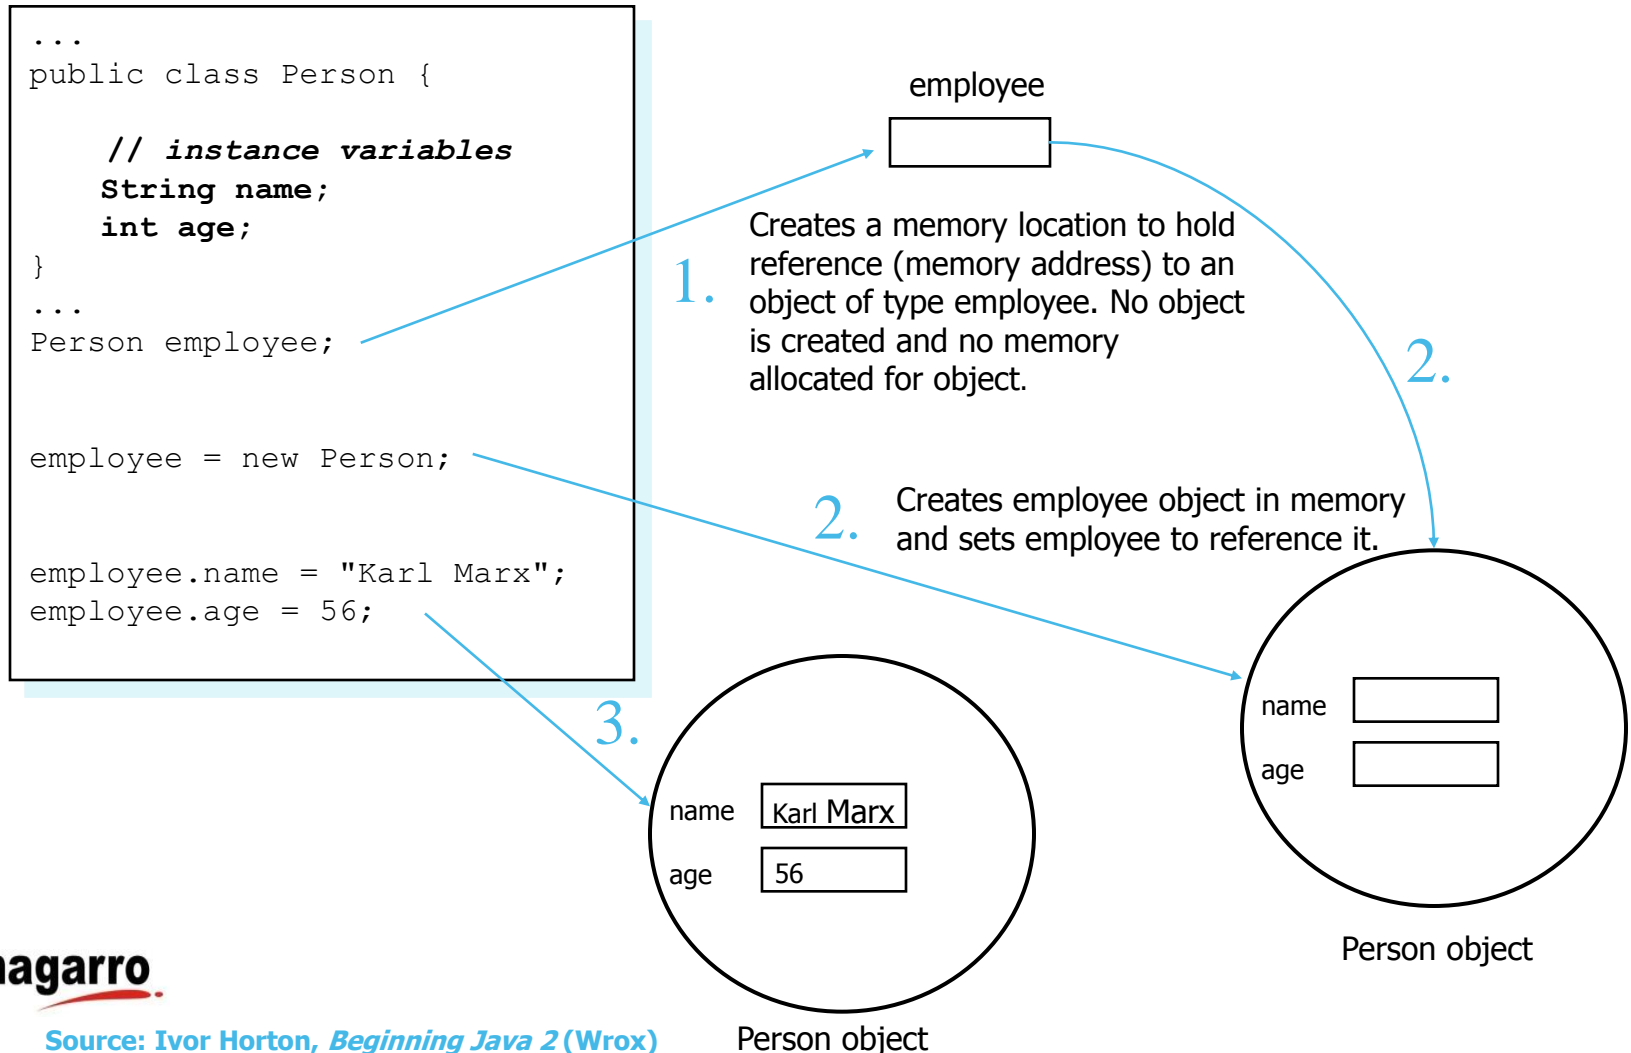 ...
public class Person {
// instance variables
String name;
int age;
}
...
Person employee;
employee = new Person;
employee.name = "Karl Marx";
employee.age = 56;
employee
1.
Creates a memory location to hold
reference (memory address) to an
object of type employee. No object
is created and no memory
allocated for object.
2.
2.
Creates employee object in memory
and sets employee to reference it.
name
age
Person object
3.
name Karl Marx
age 56
Person object
nagarro
Source: Ivor Horton, Beginning Java 2 (Wrox)